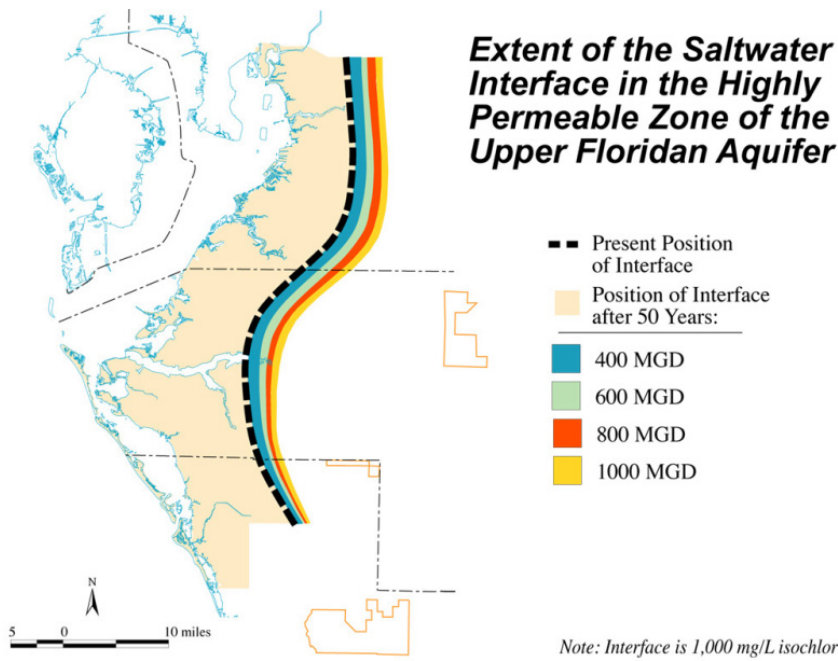 Extent of the Saltwater
Interface in the Highly
Permeable Zone of the
Upper Floridan Aquifer
Present Position
of Interface
Position of Interface
after 50 Years:
400 MGD
600 MGD
800 MGD
1000 MGD
N
5 0 10 miles
Note: Interface is 1,000 mg/L isochlor